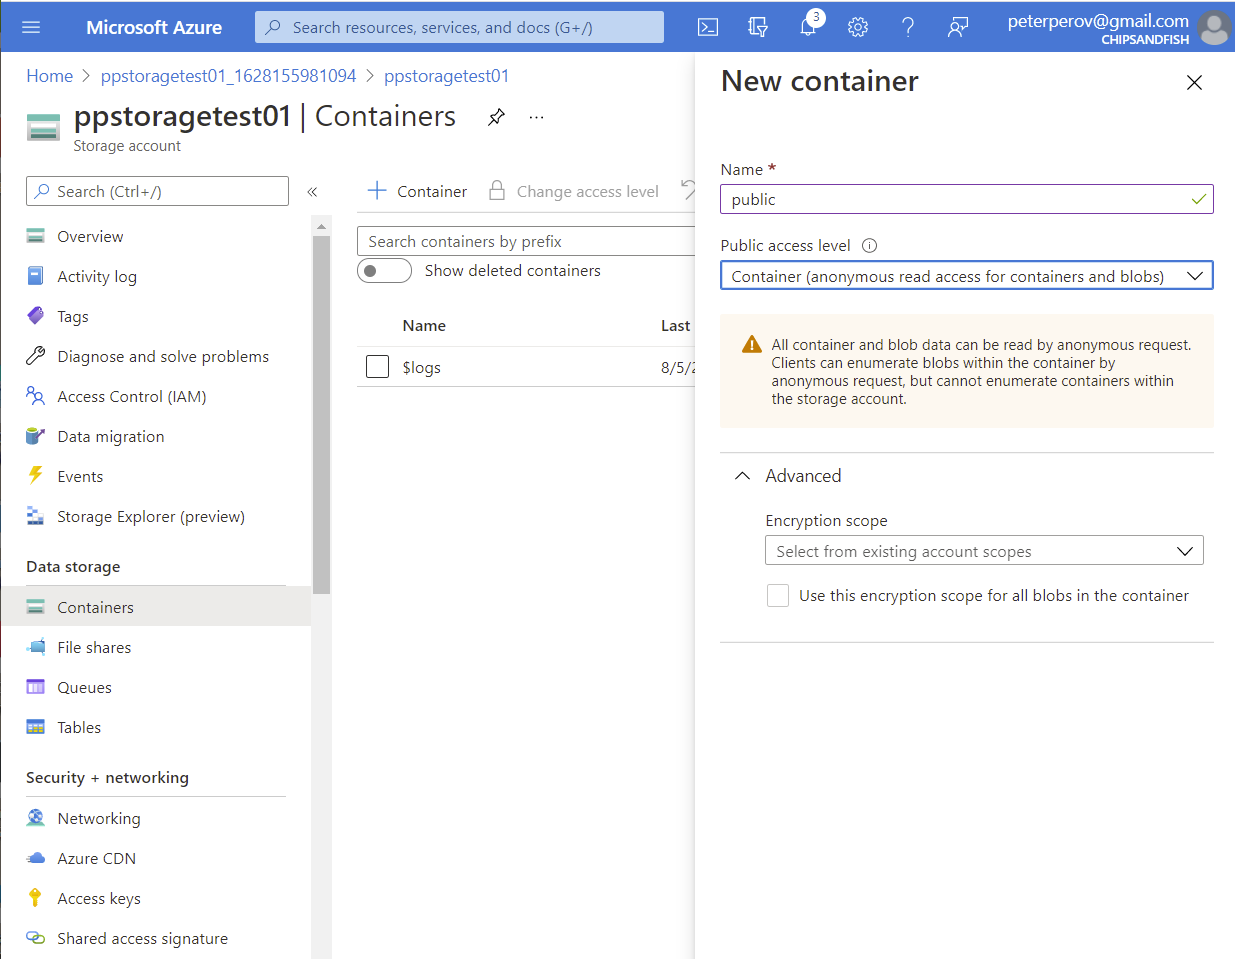 Microsoft Azure
Search resources, services, and docs (G+/)
3
peterperov@gmail.com
CHIPSANDFISH
Home > ppstoragetest01_1628155981094 > ppstoragetest01
ppstoragetest01 | Containers
Storage account
Search (Ctrl+/)
Overview
Activity log
Tags
Diagnose and solve problems
Access Control (IAM)
Data migration
Events
Storage Explorer (preview)
Data storage
Containers
File shares
Queues
Tables
Security + networking
Networking
Azure CDN
Access keys
Shared access signature
Container
Change access level
Search containers by prefix
Show deleted containers
Name Last
$logs 8/5/2
New container
Name *
public
Public access level
Container (anonymous read access for containers and blobs)
All container and blob data can be read by anonymous request.
Clients can enumerate blobs within the container by
anonymous request, but cannot enumerate containers within
the storage account.
Advanced
Encryption scope
Select from existing account scopes
Use this encryption scope for all blobs in the container